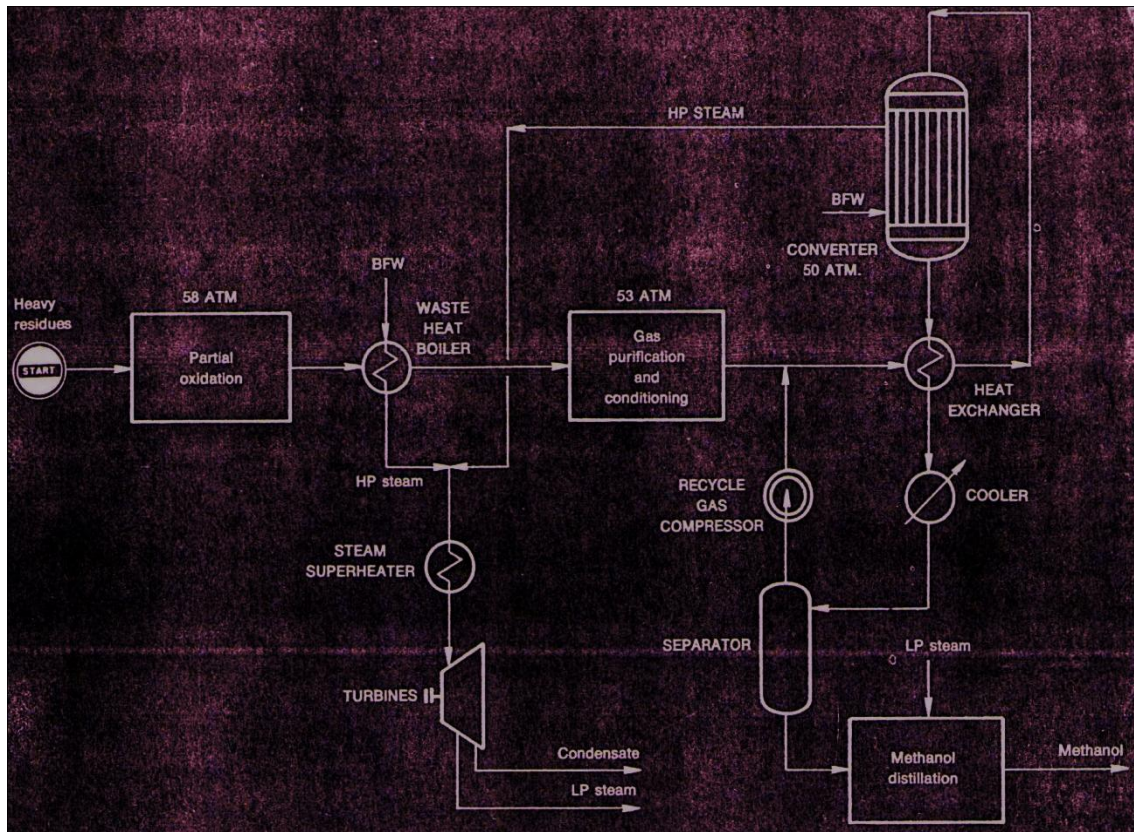 HP STEAM
BFW
CONVERTER
50 ATM.
BFW
Heavy
residues
START
58 ATM
Partial
oxidation
WASTE
HEAT
BOILER
53 ATM
Gas
purification
and
conditioning
HEAT
EXCHANGER
HP steam
RECYCLE
GAS
COMPRESSOR
COOLER
STEAM
SUPERHEATER
SEPARATOR
LP steam
TURBINES
Condensate
LP steam
Methanol
distillation
Methanol